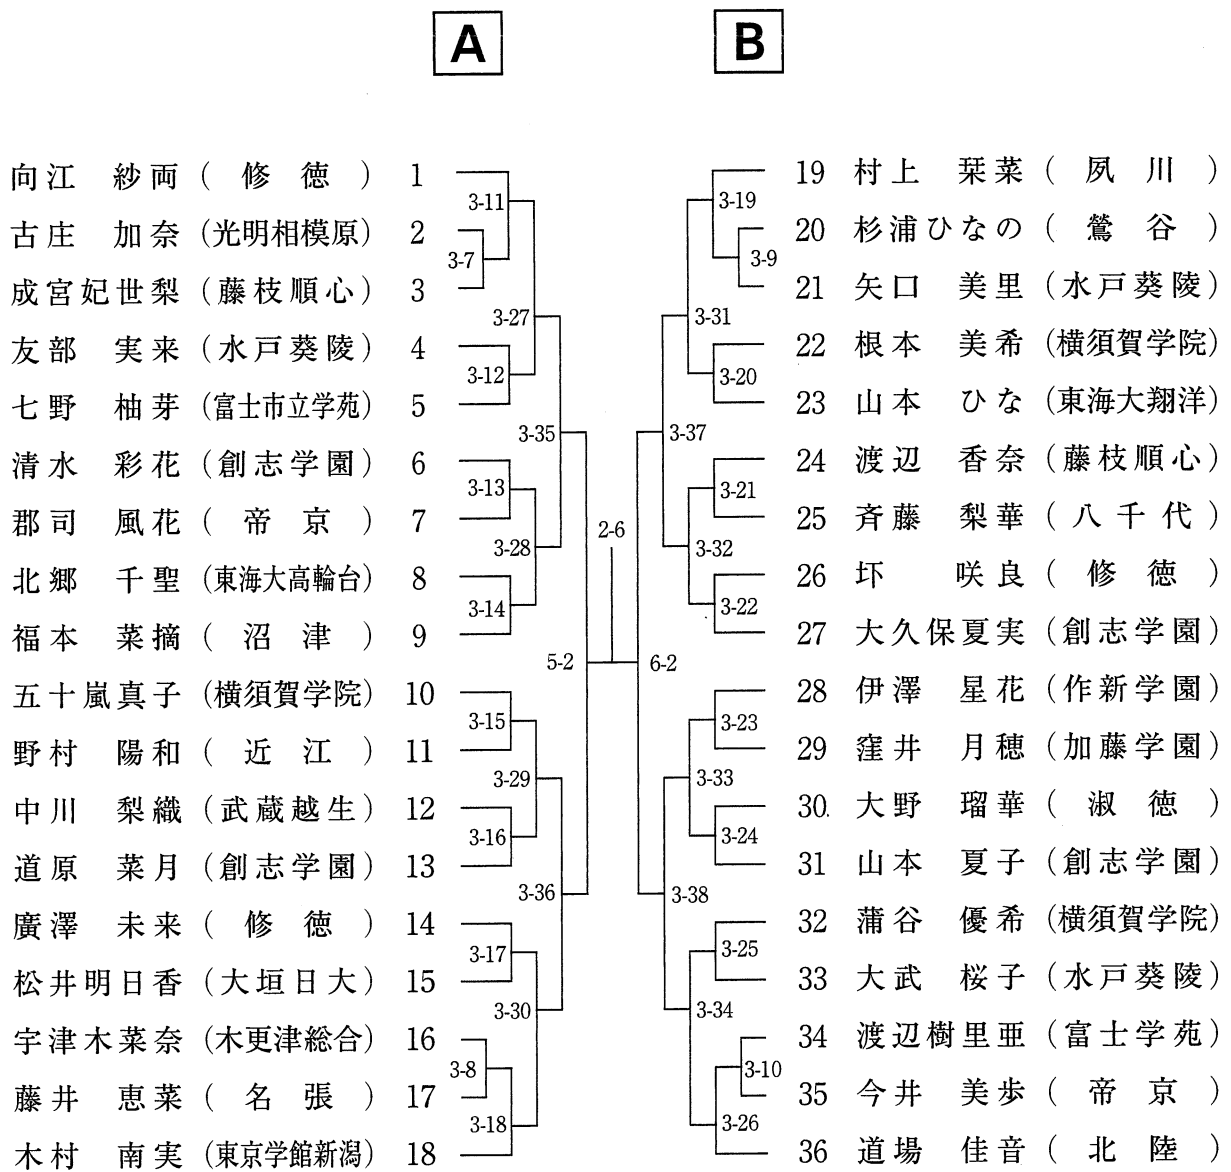 A
B
向江 紗両 ( 修 徳 ) 1
古庄 加奈 (光明相模原) 2
成宮妃世梨 (藤枝順心) 3
友部 実来 (水戸葵陵) 4
七野 柚芽 (富士市立学苑) 5
清水 彩花 (創志学園) 6
郡司 風花 ( 帝 京 ) 7
北郷 千聖 (東海大高輪台) 8
福本 菜摘 ( 沼 津 ) 9
五十嵐真子 (横須賀学院) 10
野村 陽和 ( 近 江 ) 11
中川 梨織 (武蔵越生) 12
道原 菜月 (創志学園) 13
廣澤 未来 ( 修 徳 ) 14
松井明日香 (大垣日大) 15
宇津木菜奈 (木更津総合) 16
藤井 恵菜 ( 名 張 ) 17
木村 南実 (東京学館新潟) 18
3-11
3-7
3-27
3-12
3-35
3-13
3-28
3-14
5-2
3-15
3-29
3-16
3-36
3-17
3-30
3-8
3-18
2-6
3-19
3-9
3-31
3-20
3-37
3-21
3-32
3-22
6-2
3-23
3-33
3-24
3-38
3-25
3-34
3-10
3-26
19 村上 栞菜 ( 夙 川 )
20 杉浦ひなの ( 鶯 谷 )
21 矢口 美里 (水戸葵陵)
22 根本 美希 (横須賀学院)
23 山本 ひな (東海大翔洋)
24 渡辺 香奈 (藤枝順心)
25 斉藤 梨華 (八千代)
26 圷 咲良 ( 修 徳 )
27 大久保夏実 (創志学園)
28 伊澤 星花 (作新学園)
29 窪井 月穂 (加藤学園)
30 大野 瑠華 ( 淑 徳 )
31 山本 夏子 (創志学園)
32 蒲谷 優希 (横須賀学院)
33 大武 桜子 (水戸葵陵)
34 渡辺樹里亜 (富士学苑)
35 今井 美歩 ( 帝 京 )
36 道場 佳音 ( 北 陸 )